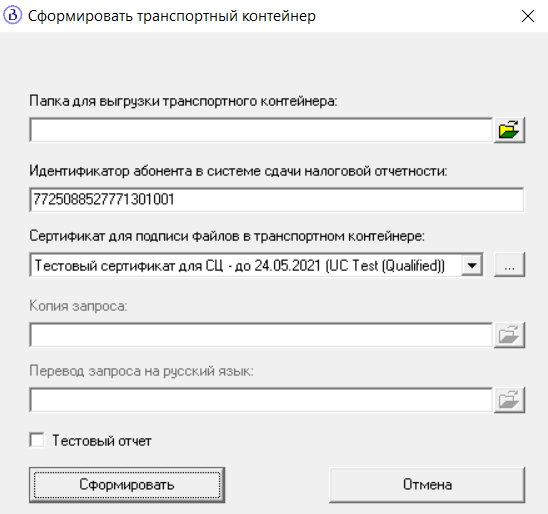 Сформировать транспортный контейнер
Папка для выгрузки транспортного контейнера:
Идентификатор абонента в системе сдачи налоговой отчетности:
7725088527771301001
Сертификат для подписи файлов в транспортном контейнере:
Тестовый сертификат для СЦ - до 24.05.2021 (UC Test (Qualified))
...
Копия запроса:
Перевод запроса на русский язык:
Тестовый отчет
Сформировать Отмена